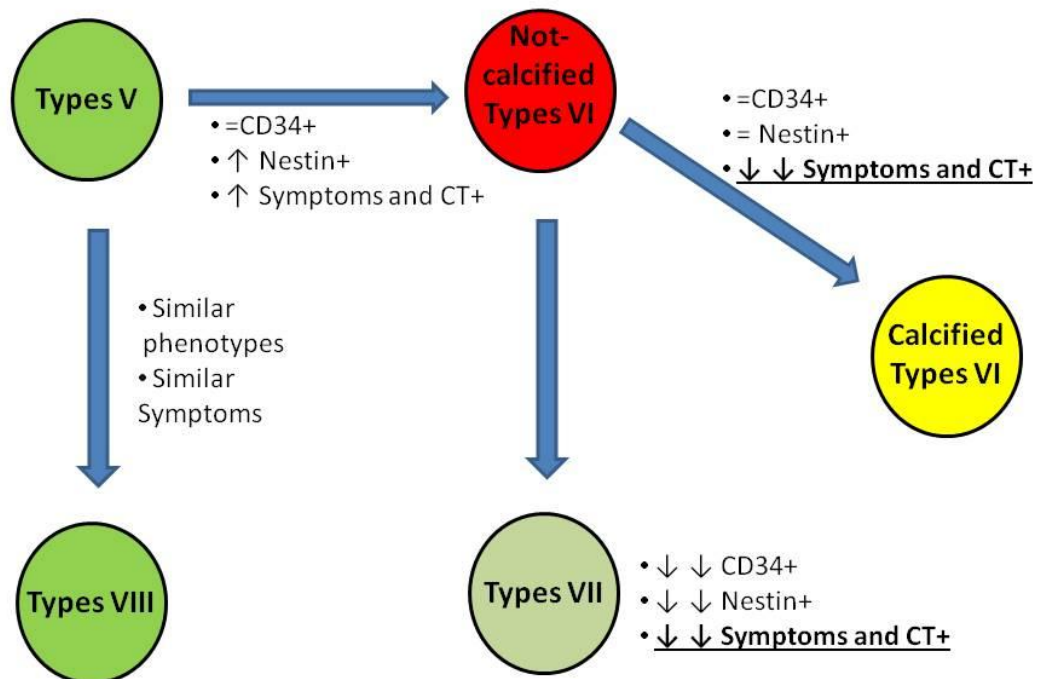 Types V
• =CD34+
• ↑ Nestin+
• ↑ Symptoms and CT+
Not-
calcified
Types VI
• =CD34+
• = Nestin+
• ↓ ↓ Symptoms and CT+
Calcified
Types VI
• Similar
phenotypes
• Similar
Symptoms
Types VIII
Types VII
• ↓ ↓ CD34+
• ↓ ↓ Nestin+
• ↓ ↓ Symptoms and CT+